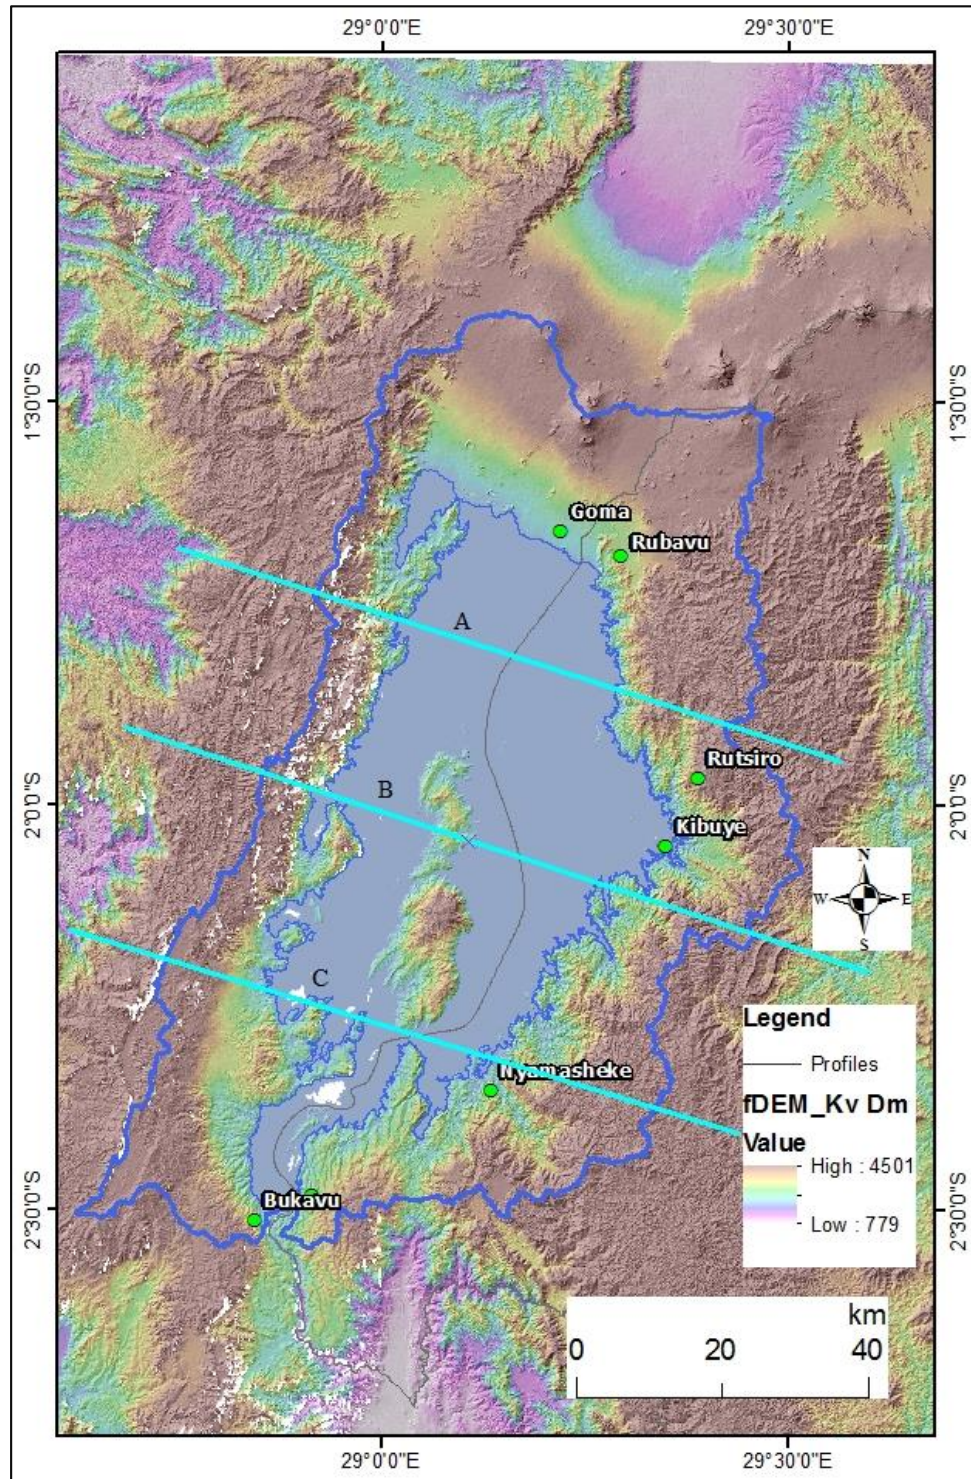 29°0'0"E 29°30'0"E
1°30'0"S 1°30'0"S
Goma
Rubavu
A
Rutsiro
B
2°0'0"S 2°0'0"S
Kibuye
N
W E
S
C
Legend
Profiles
Nyamasheke
fDEM_Kv Dm
Value
High : 4501
Low : 779
Bukavu
2°30'0"S 2°30'0"S
km
0 20 40
29°0'0"E 29°30'0"E